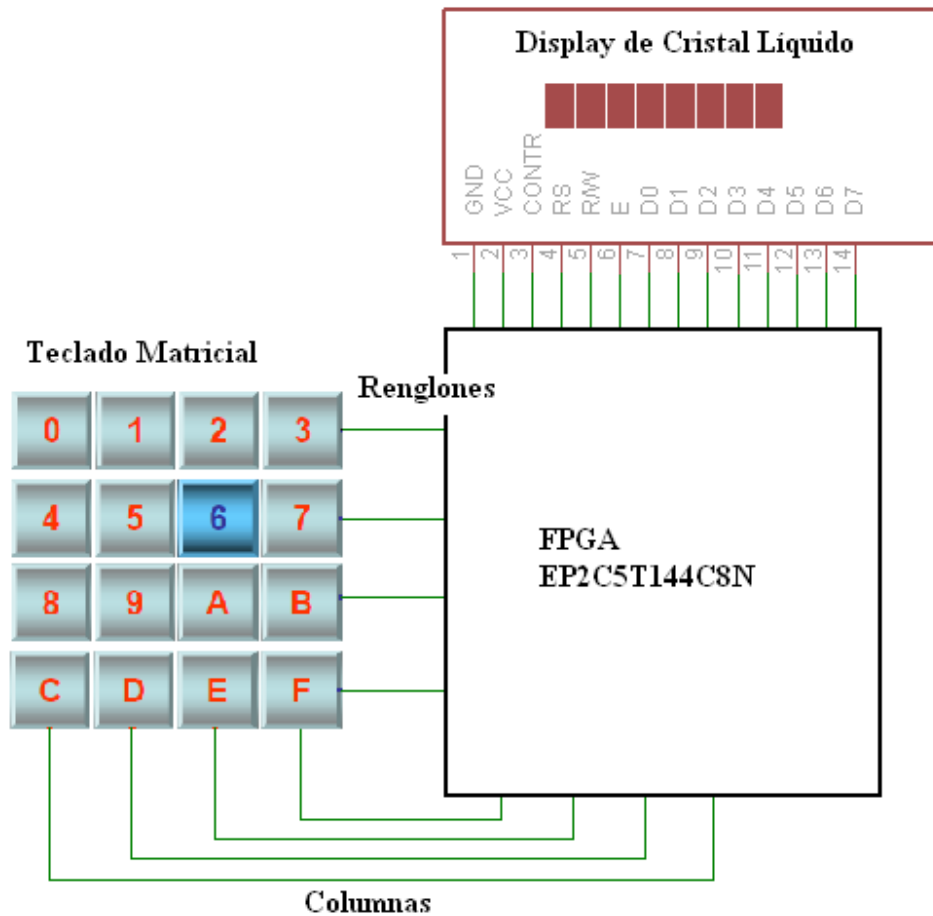 Display de Cristal Líquido
GND
VCC
CONTR
RS
R/W
E
D0
D1
D2
D3
D4
D5
D6
D7
1
2
3
4
5
6
7
8
9
10
11
12
13
14
Teclado Matricial
Renglones
0 1 2 3
4 5 6 7
8 9 A B
C D E F
FPGA
EP2C5T144C8N
Columnas